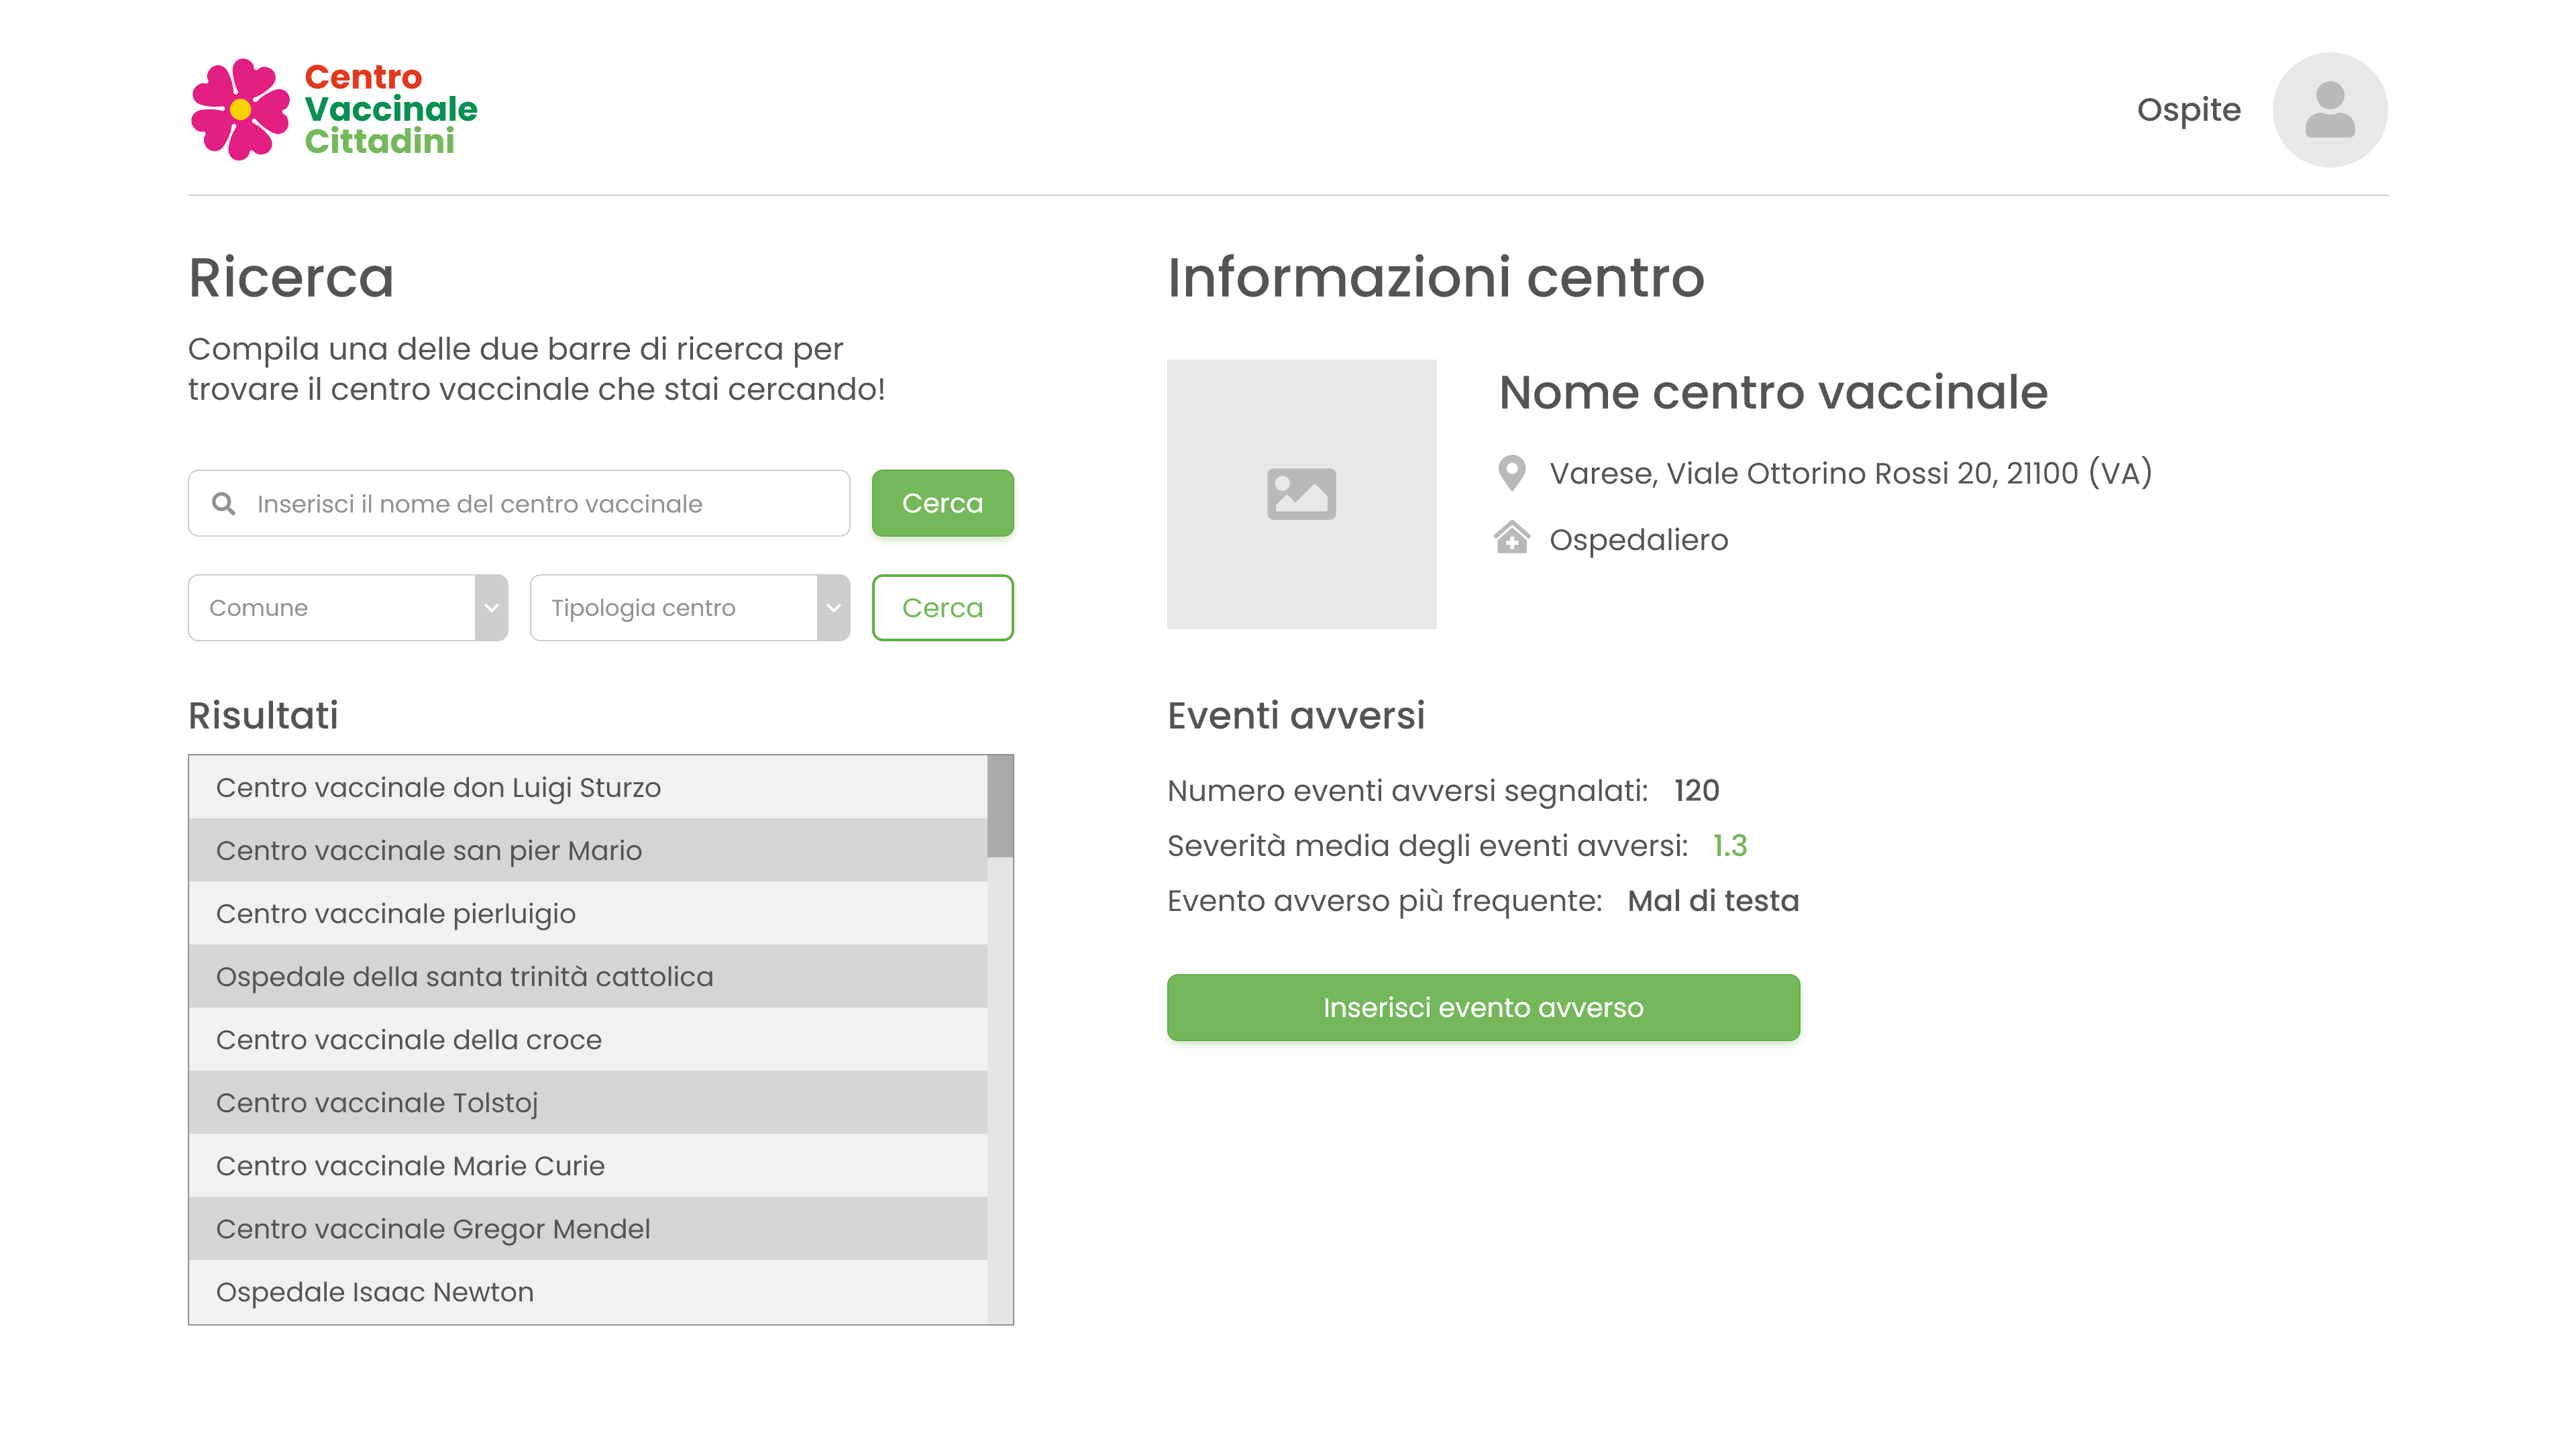 Centro
Vaccinale
Cittadini
Ospite
Ricerca
Compila una delle due barre di ricerca per
trovare il centro vaccinale che stai cercando!
Inserisci il nome del centro vaccinale
Cerca
Comune
Tipologia centro
Cerca
Risultati
Centro vaccinale don Luigi Sturzo
Centro vaccinale san pier Mario
Centro vaccinale pierluigio
Ospedale della santa trinità cattolica
Centro vaccinale della croce
Centro vaccinale Tolstoj
Centro vaccinale Marie Curie
Centro vaccinale Gregor Mendel
Ospedale Isaac Newton
Informazioni centro
Nome centro vaccinale
Varese, Viale Ottorino Rossi 20, 21100 (VA)
Ospedaliero
Eventi avversi
Numero eventi avversi segnalati: 120
Severità media degli eventi avversi: 1.3
Evento avverso più frequente: Mal di testa
Inserisci evento avverso